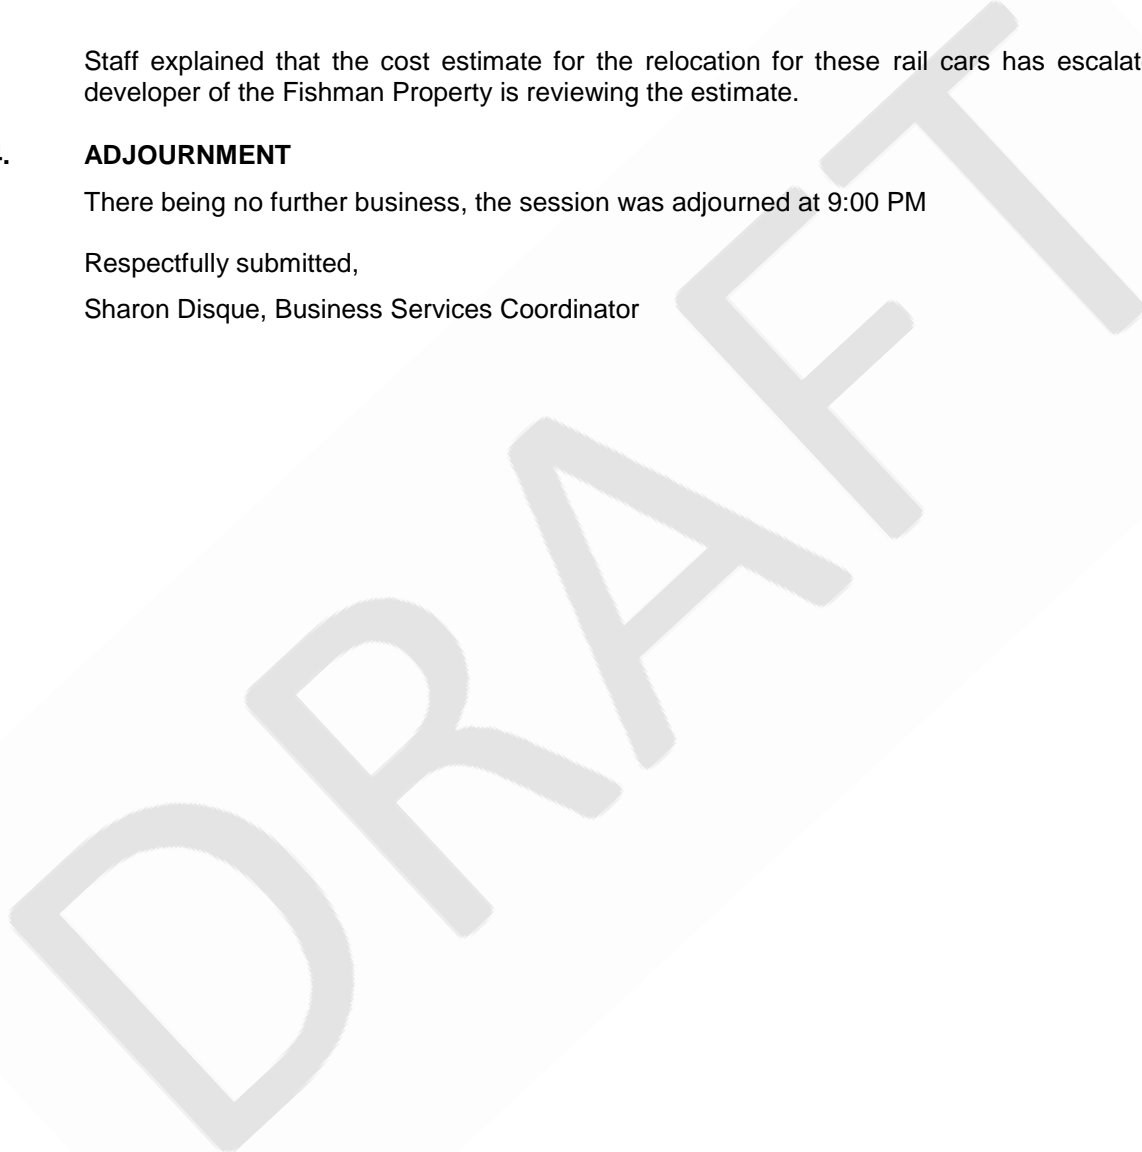 Staff explained that the cost estimate for the relocation for these rail cars has
developer of the Fishman Property is reviewing the estimate.
ADJOURNMENT
There being no further business, the session was adjourned at 9:00 PM
Respectfully submitted,
Sharon Disque, Business Services Coordinator
DRAFT